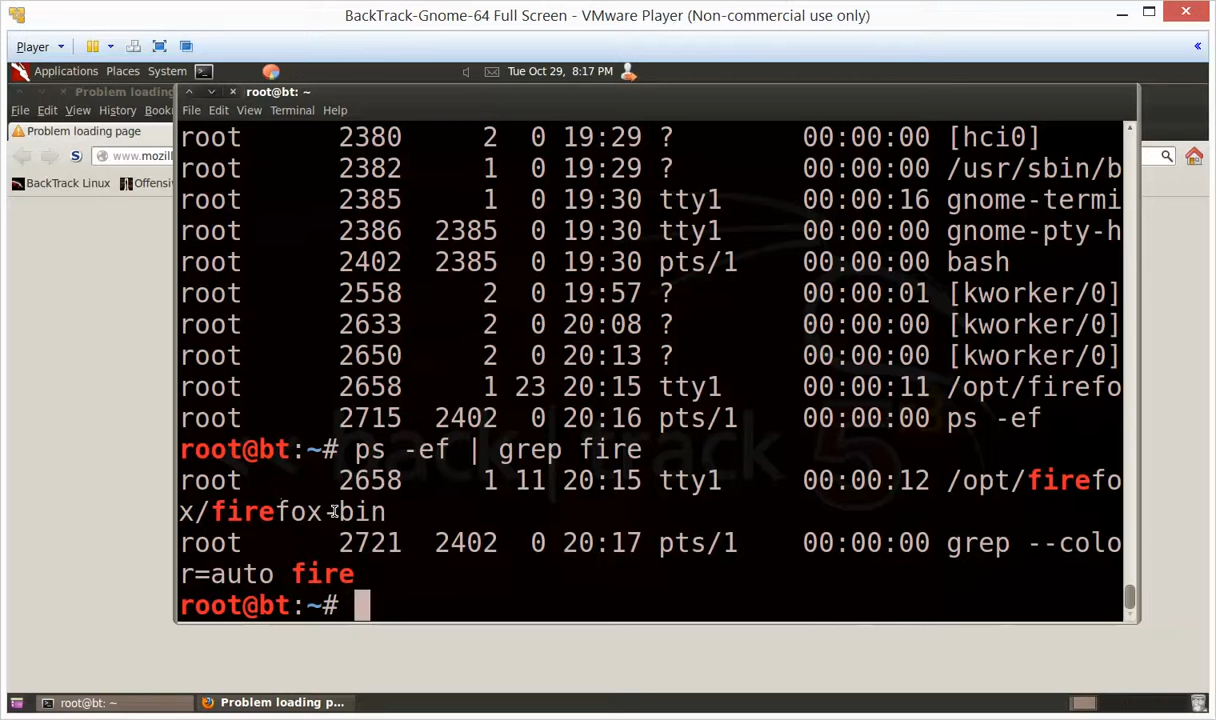 BackTrack-Gnome-64 Full Screen - VMware Player (Non-commercial use only)
Player
Applications Places System Tue Oct 29, 8:17 PM
Problem loading root@bt: ~
File Edit View History Book File Edit View Terminal Help
Problem loading page
www.mozil
BackTrack Linux Offensi
root 2380 2 0 19:29 ? 00:00:00 [hci0]
root 2382 1 0 19:29 ? 00:00:00 /usr/sbin/b
root 2385 1 0 19:30 tty1 00:00:16 gnome-termi
root 2386 2385 0 19:30 tty1 00:00:00 gnome-pty-h
root 2402 2385 0 19:30 pts/1 00:00:00 bash
root 2558 2 0 19:57 ? 00:00:01 [kworker/0]
root 2633 2 0 20:08 ? 00:00:00 [kworker/0]
root 2650 2 0 20:13 ? 00:00:00 [kworker/0]
root 2658 1 23 20:15 tty1 00:00:11 /opt/firefo
root 2715 2402 0 20:16 pts/1 00:00:00 ps -ef
root@bt:~# ps -ef | grep fire
root 2658 1 11 20:15 tty1 00:00:12 /opt/firefo
x/firefox-bin
root 2721 2402 0 20:17 pts/1 00:00:00 grep --colo
r=auto fire
root@bt:~#
<< back | track 5
root@bt: ~ Problem loading p...